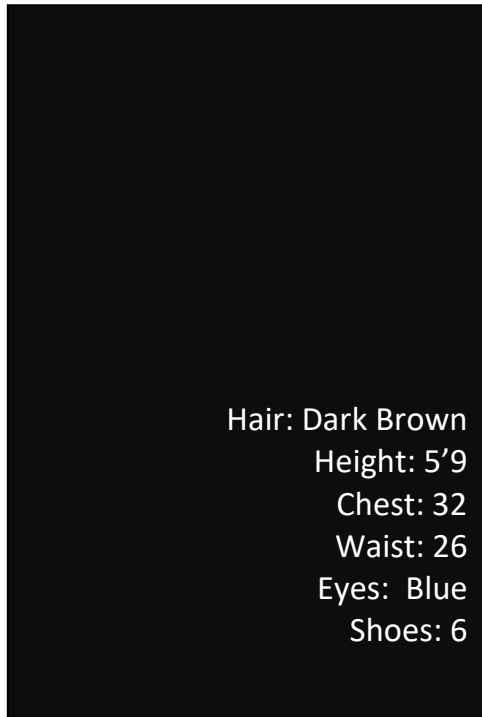 Hair: Dark Brown
Height: 5’9
Chest: 32
Waist: 26
Eyes:  Blue
Shoes: 6